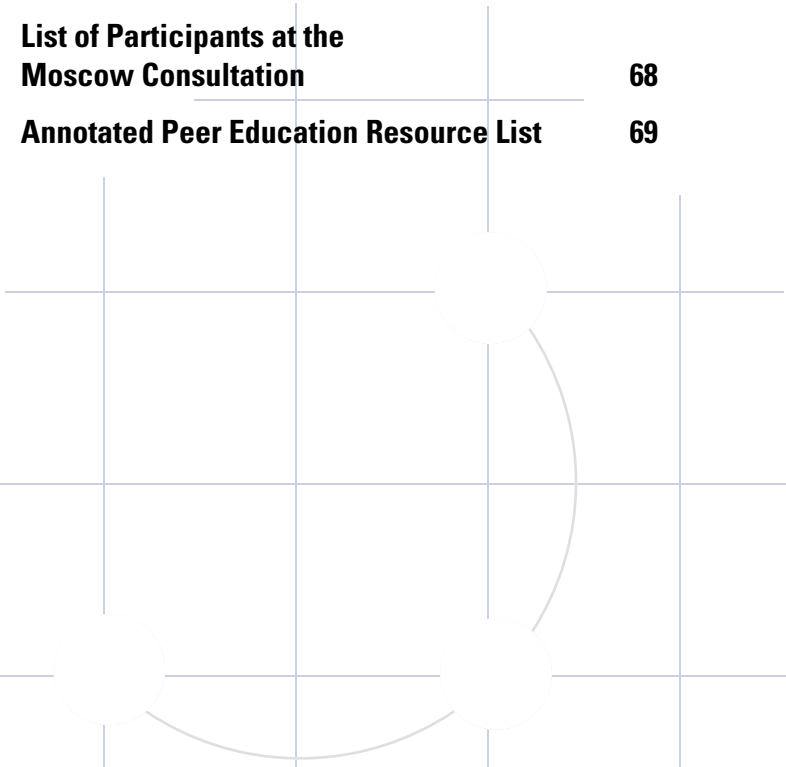 List of Participants at the
Moscow Consultation 68
Annotated Peer Education Resource List 69